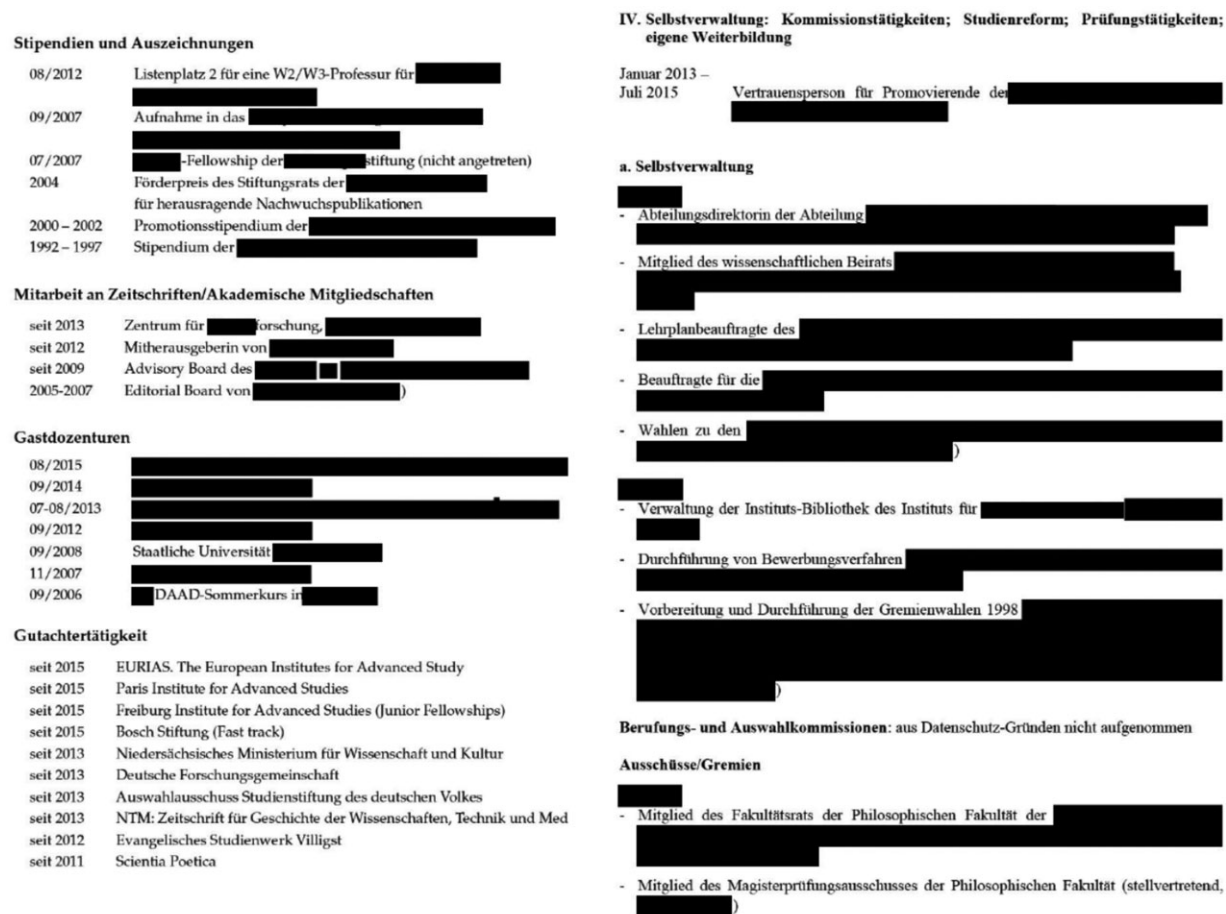 Stipendien und Auszeichnungen
08/2012 Listenplatz 2 für eine W2/W3-Professur für
09/2007 Aufnahme in das
07/2007 -Fellowship der stiftung (nicht angetreten)
2004 Förderpreis des Stiftungsrats der
für herausragende Nachwuchspublikationen
2000 – 2002 Promotionsstipendium der
1992 – 1997 Stipendium der
Mitarbeit an Zeitschriften/Akademische Mitgliedschaften
seit 2013 Zentrum für forschung,
seit 2012 Mitherausgeberin von
seit 2009 Advisory Board des
2005-2007 Editorial Board von )
Gastdozenturen
08/2015
09/2014
07-08/2013
09/2012
09/2008 Staatliche Universität
11/2007
09/2006 DAAD-Sommerkurs in
Gutachtertätigkeit
seit 2015 EURIAS. The European Institutes for Advanced Study
seit 2015 Paris Institute for Advanced Studies
seit 2015 Freiburg Institute for Advanced Studies (Junior Fellowships)
seit 2015 Bosch Stiftung (Fast track)
seit 2013 Niedersächsisches Ministerium für Wissenschaft und Kultur
seit 2013 Deutsche Forschungsgemeinschaft
seit 2013 Auswahlausschuss Studienstiftung des deutschen Volkes
seit 2013 NTM: Zeitschrift für Geschichte der Wissenschaften, Technik und Med
seit 2012 Evangelisches Studienwerk Villigst
seit 2011 Scientia Poetica
IV. Selbstverwaltung: Kommissionstätigkeiten; Studienreform; Prüfungstätigkeiten;
eigene Weiterbildung
Januar 2013 –
Juli 2015 Vertrauensperson für Promovierende der
a. Selbstverwaltung
- Abteilungsdirektorin der Abteilung
- Mitglied des wissenschaftlichen Beirats
- Lehrplanbeauftragte des
- Beauftragte für die
- Wahlen zu den
)
- Verwaltung der Instituts-Bibliothek des Instituts für
- Durchführung von Bewerbungsverfahren
- Vorbereitung und Durchführung der Gremienwahlen 1998
)
Berufungs- und Auswahlkommissionen: aus Datenschutz-Gründen nicht aufgenommen
Ausschüsse/Gremien
- Mitglied des Fakultätsrats der Philosophischen Fakultät der
- Mitglied des Magisterprüfungsausschusses der Philosophischen Fakultät (stellvertretend,
)